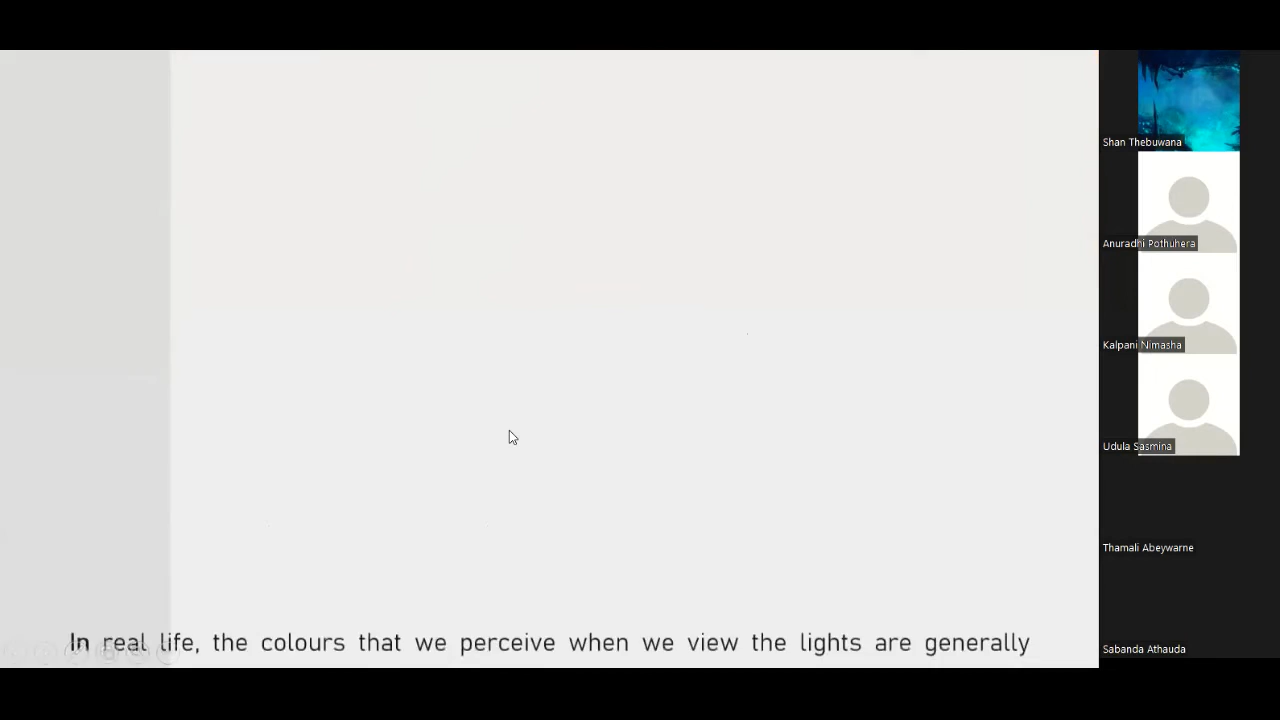 Shan Thebuwana
Anuradhi Pothuhera
Kalpani Nimasha
Udula Sasmina
Thamali Abeywarne
Sabanda Athauda
In real life, the colours that we perceive when we view the lights are generally